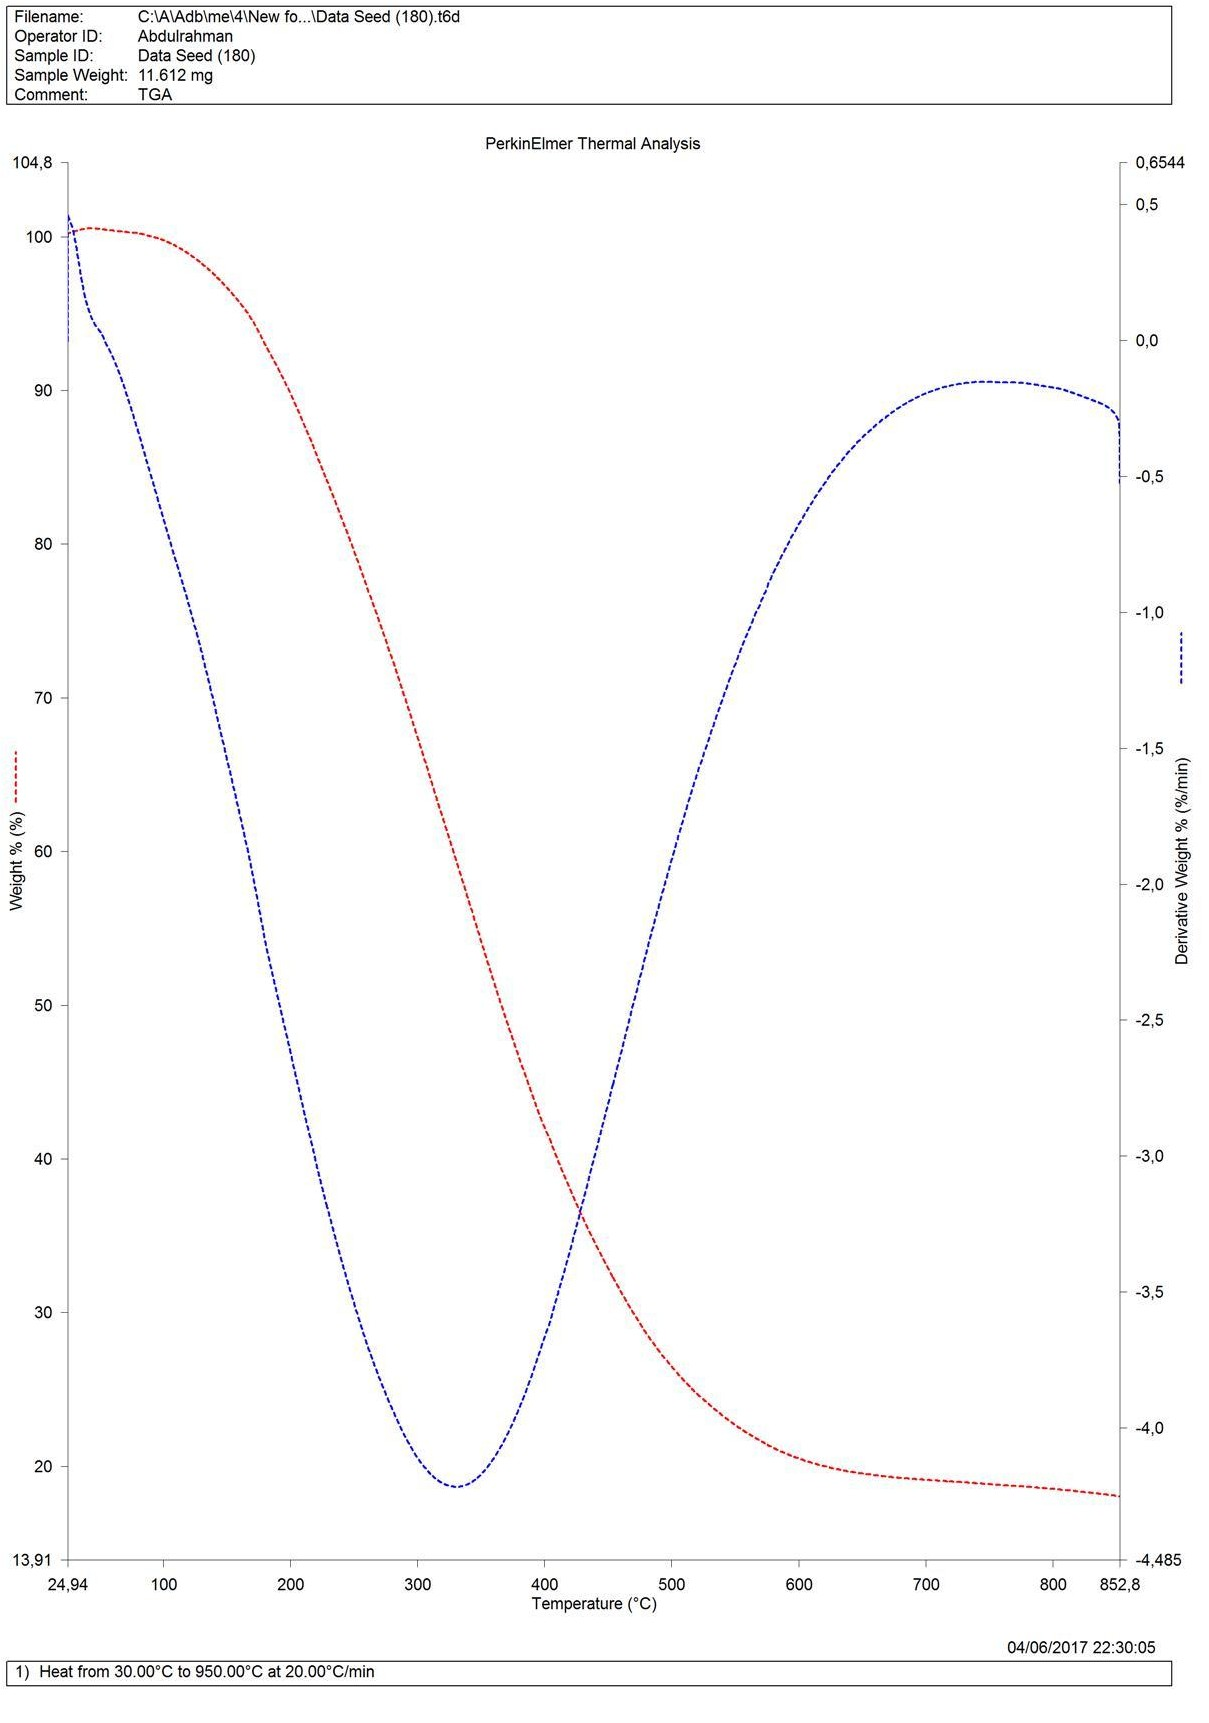 Filename: C:\A\Adb\me\4\New fo...\Data Seed (180).t6d
Operator ID: Abdulrahman
Sample ID: Data Seed (180)
Sample Weight: 11.612 mg
Comment: TGA
PerkinElmer Thermal Analysis
104,8
100
90
80
70
60
50
40
30
20
13,91
Weight % (%)
0,6544
0,5
0,0
-0,5
-1,0
-1,5
-2,0
-2,5
-3,0
-3,5
-4,0
-4,485
Derivative Weight % (%/min)
24,94 100 200 300 400 500 600 700 800 852,8
Temperature (°C)
04/06/2017 22:30:05
1) Heat from 30.00°C to 950.00°C at 20.00°C/min